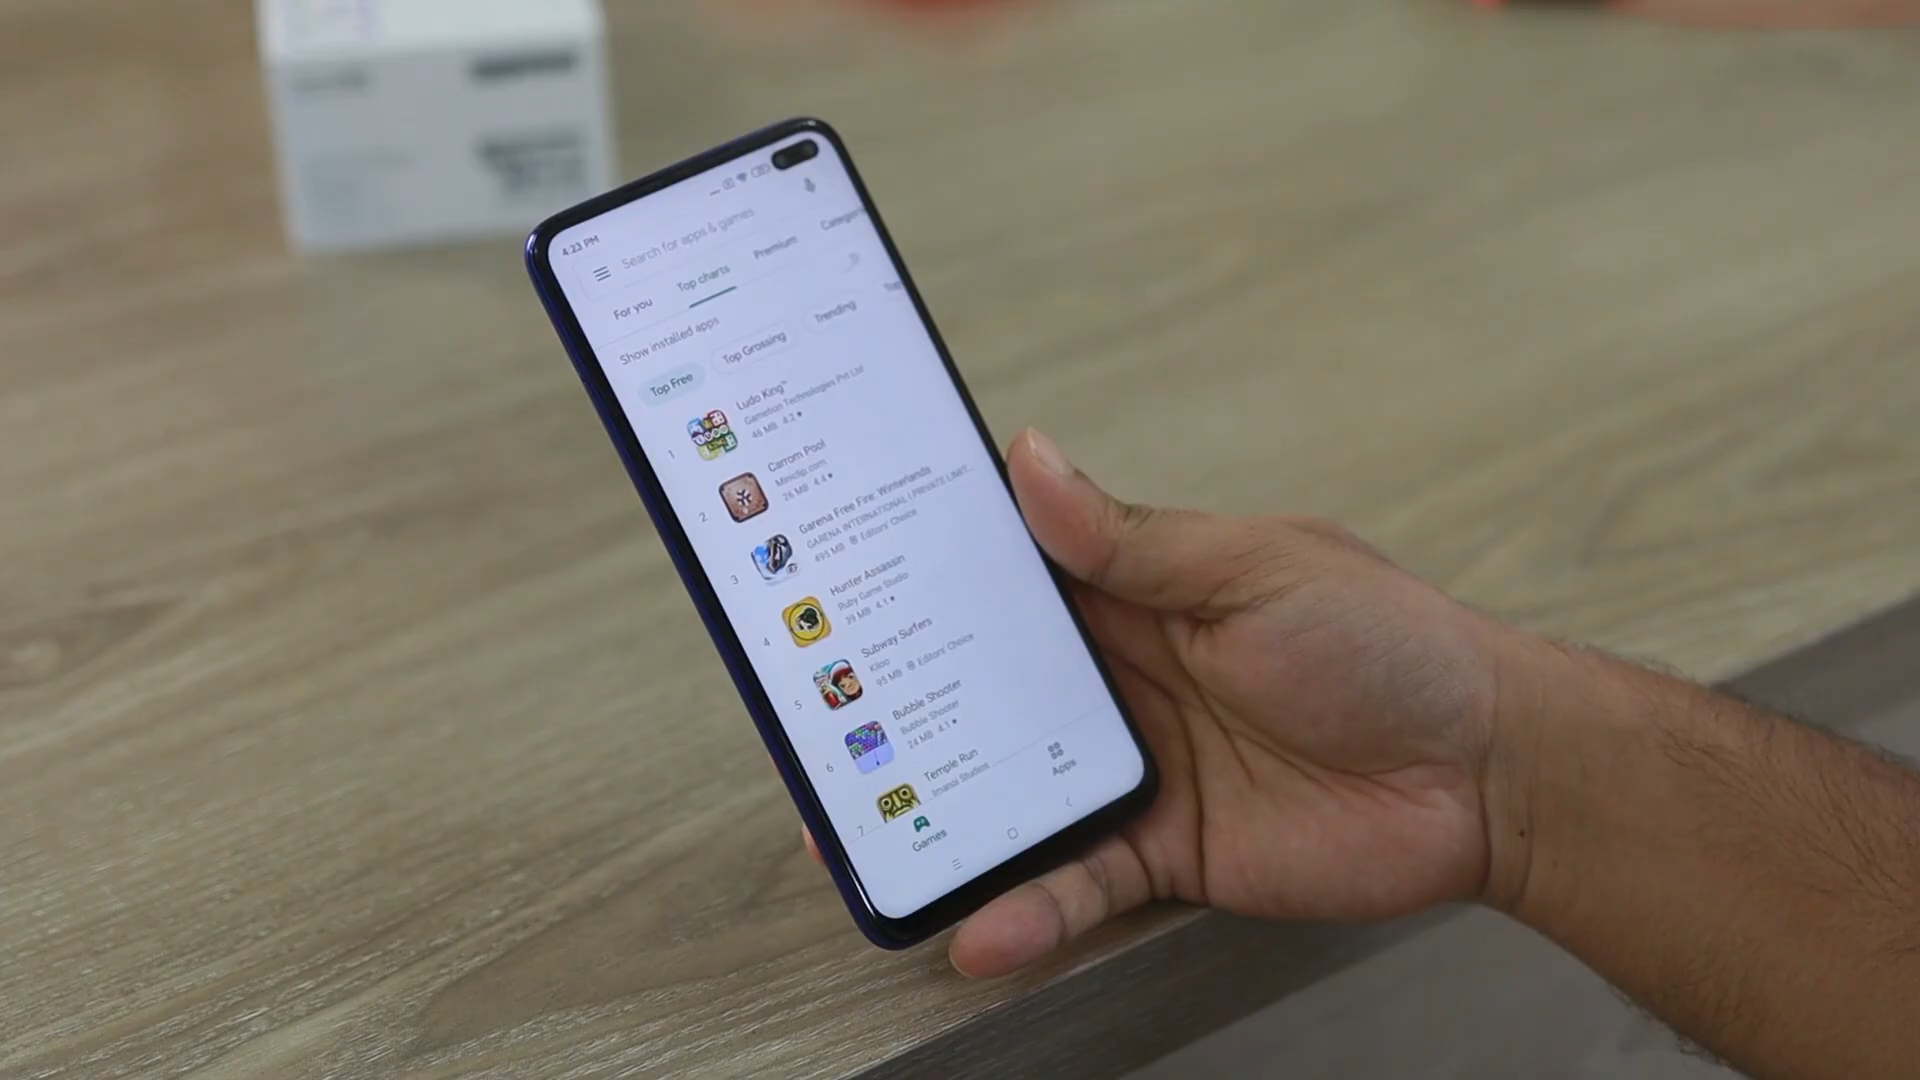 4:23 PM
Search for apps & games
For you
Top charts
Premium
Show installed apps
Top Free
Top Grossing
Trending
1
Ludo King™
Gametion Technologies Pvt Ltd
46 MB 4.2
2
Carrom Pool
Miniclip.com
26 MB 4.4
3
Garena Free Fire: Winterlands
GARENA INTERNATIONAL I PRIVATE LIMIT...
495 MB Editors' Choice
4
Hunter Assassin
Ruby Game Studio
39 MB 4.1
5
Subway Surfers
Kiloo
95 MB Editors' Choice
6
Bubble Shooter
Bubble Shooter
24 MB 4.1
7
Temple Run
Imangi Studios
Games
Apps